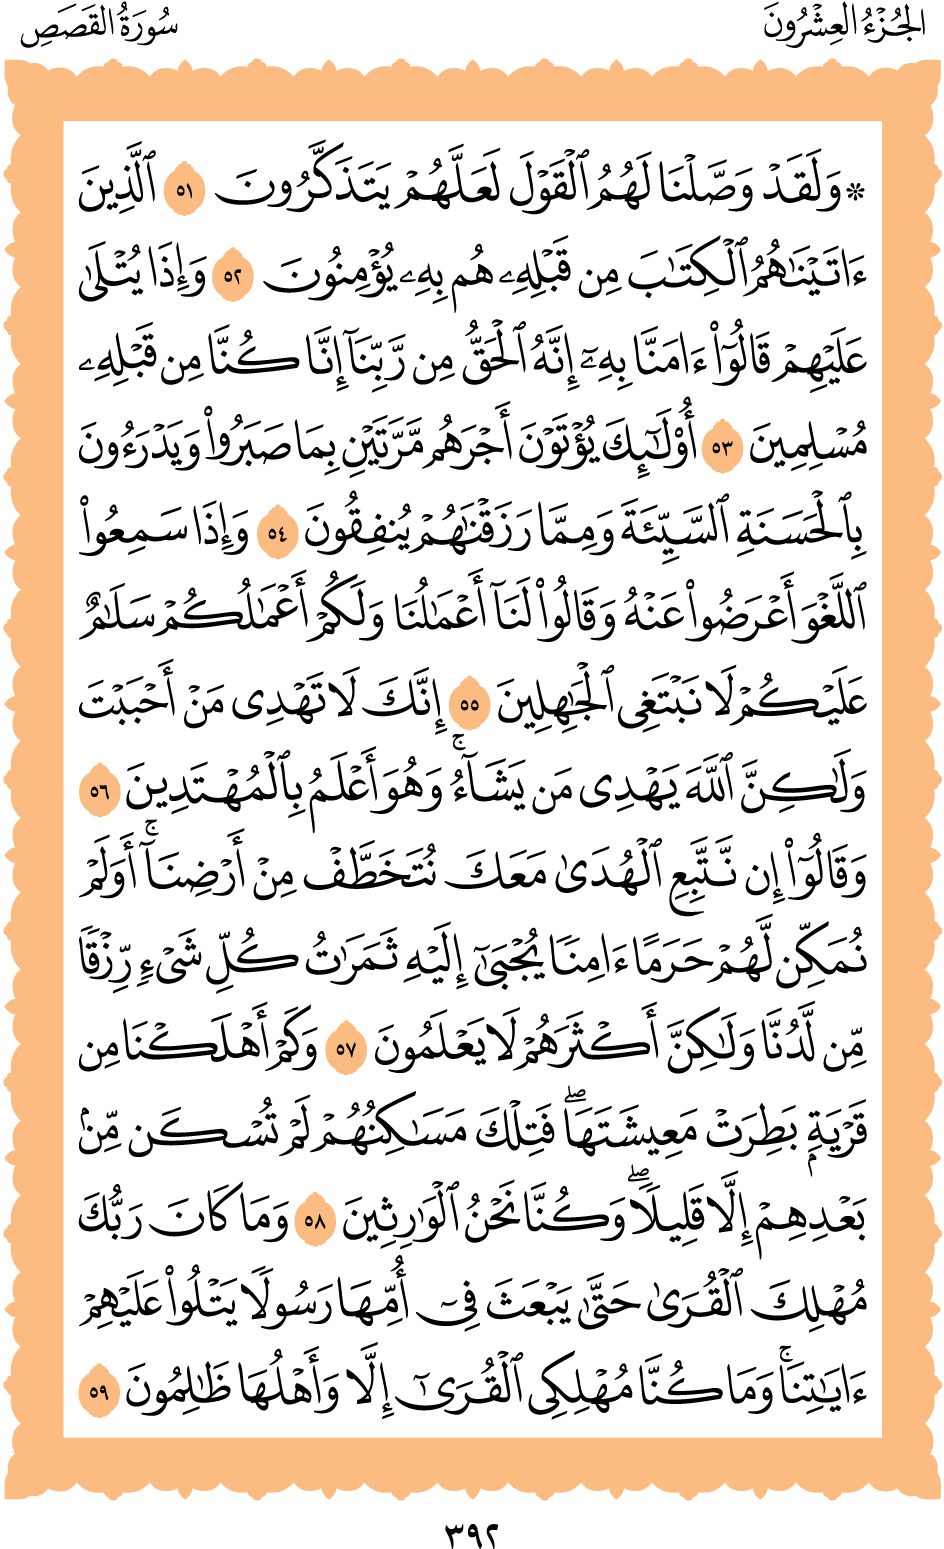 الجُزْءُ العِشْرُونَ
سُورَةُ القَصَصِ
۞ وَلَقَدْ وَصَّلْنَا لَهُمُ ٱلْقَوْلَ لَعَلَّهُمْ يَتَذَكَّرُونَ ٥١ ٱلَّذِينَ
ءَاتَيْنَٰهُمُ ٱلْكِتَٰبَ مِن قَبْلِهِۦ هُم بِهِۦ يُؤْمِنُونَ ٥٢ وَإِذَا يُتْلَىٰ
عَلَيْهِمْ قَالُوٓا۟ ءَامَنَّا بِهِۦٓ إِنَّهُ ٱلْحَقُّ مِن رَّبِّنَآ إِنَّا كُنَّا مِن قَبْلِهِۦ
مُسْلِمِينَ ٥٣ أُو۟لَٰٓئِكَ يُؤْتَوْنَ أَجْرَهُم مَّرَّتَيْنِ بِمَا صَبَرُوا۟ وَيَدْرَءُونَ
بِٱلْحَسَنَةِ ٱلسَّيِّئَةَ وَمِمَّا رَزَقْنَٰهُمْ يُنفِقُونَ ٥٤ وَإِذَا سَمِعُوا۟
ٱللَّغْوَ أَعْرَضُوا۟ عَنْهُ وَقَالُوا۟ لَنَآ أَعْمَٰلُنَا وَلَكُمْ أَعْمَٰلُكُمْ سَلَٰمٌ
عَلَيْكُمْ لَا نَبْتَغِى ٱلْجَٰهِلِينَ ٥٥ إِنَّكَ لَا تَهْدِى مَنْ أَحْبَبْتَ
وَلَٰكِنَّ ٱللَّهَ يَهْدِى مَن يَشَآءُۚ وَهُوَ أَعْلَمُ بِٱلْمُهْتَدِينَ ٥٦
وَقَالُوٓا۟ إِن نَّتَّبِعِ ٱلْهُدَىٰ مَعَكَ نُتَخَطَّفْ مِنْ أَرْضِنَآۚ أَوَلَمْ
نُمَكِّن لَّهُمْ حَرَمًا ءَامِنًا يُجْبَىٰٓ إِلَيْهِ ثَمَرَٰتُ كُلِّ شَىْءٍ رِّزْقًا
مِّن لَّدُنَّا وَلَٰكِنَّ أَكْثَرَهُمْ لَا يَعْلَمُونَ ٥٧ وَكَمْ أَهْلَكْنَا مِن
قَرْيَةٍۭ بَطِرَتْ مَعِيشَتَهَاۖ فَتِلْكَ مَسَٰكِنُهُمْ لَمْ تُسْكَن مِّنۢ
بَعْدِهِمْ إِلَّا قَلِيلًاۖ وَكُنَّا نَحْنُ ٱلْوَٰرِثِينَ ٥٨ وَمَا كَانَ رَبُّكَ
مُهْلِكَ ٱلْقُرَىٰ حَتَّىٰ يَبْعَثَ فِىٓ أُمِّهَا رَسُولًا يَتْلُوا۟ عَلَيْهِمْ
ءَايَٰتِنَاۚ وَمَا كُنَّا مُهْلِكِى ٱلْقُرَىٰٓ إِلَّا وَأَهْلُهَا ظَٰلِمُونَ ٥٩
٣٩٢